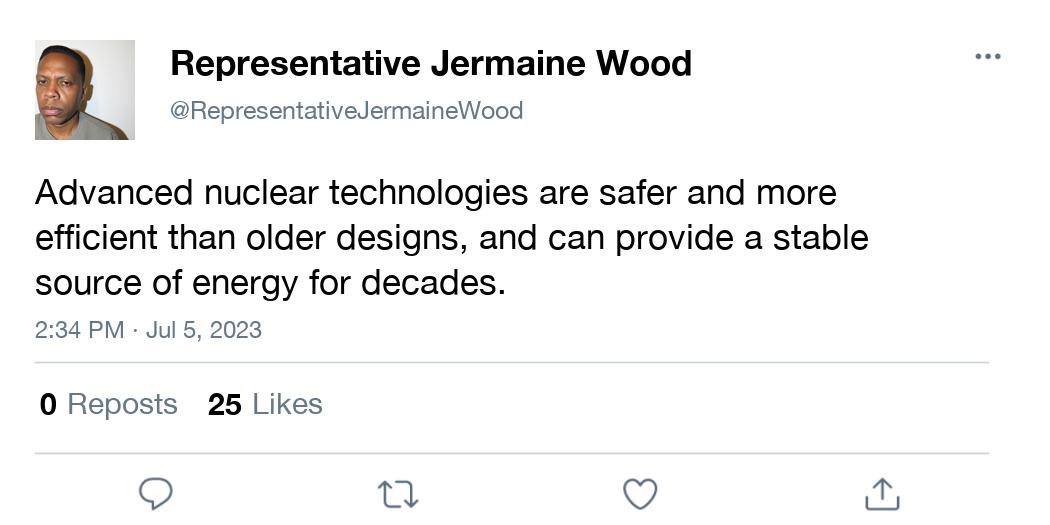 Representative Jermaine Wood
@RepresentativeJermaineWood
Advanced nuclear technologies are safer and more
efficient than older designs, and can provide a stable
source of energy for decades.
2:34 PM · Jul 5, 2023
0 Reposts 25 Likes